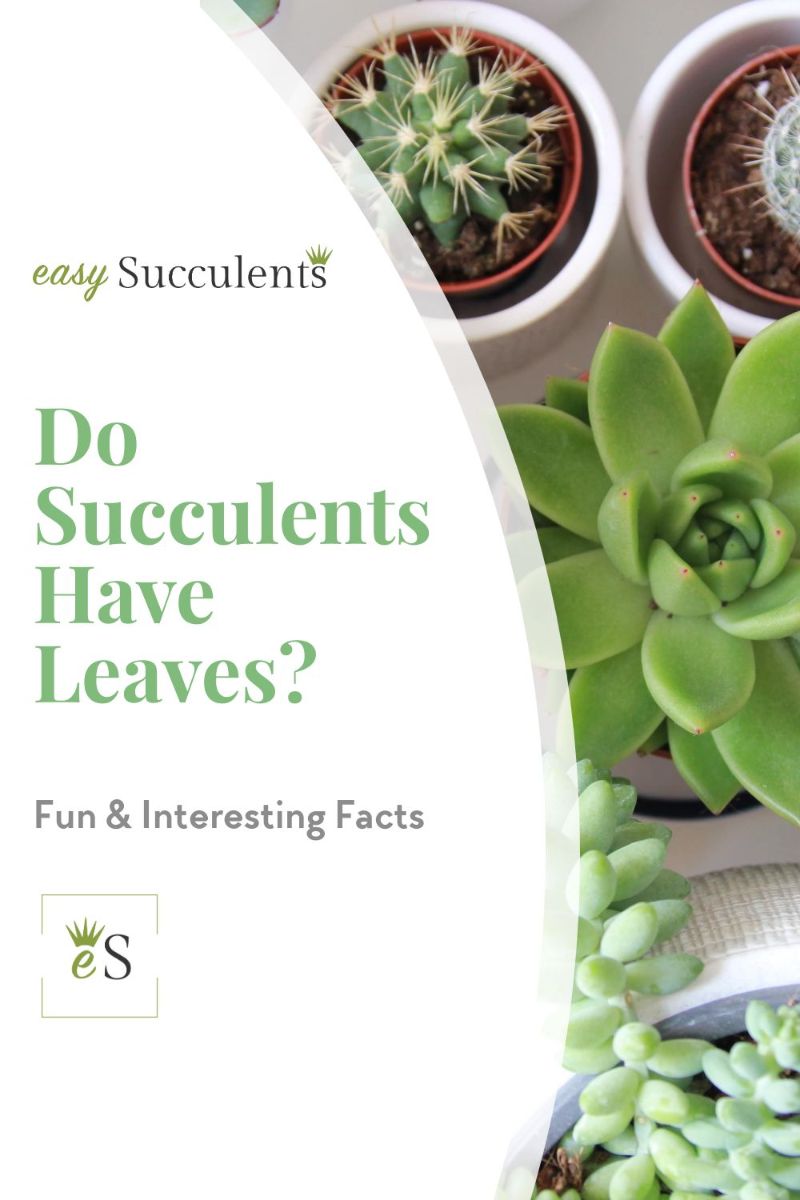 easy Succulents
Do
Succulents
Have
Leaves?
Fun & Interesting Facts
eS